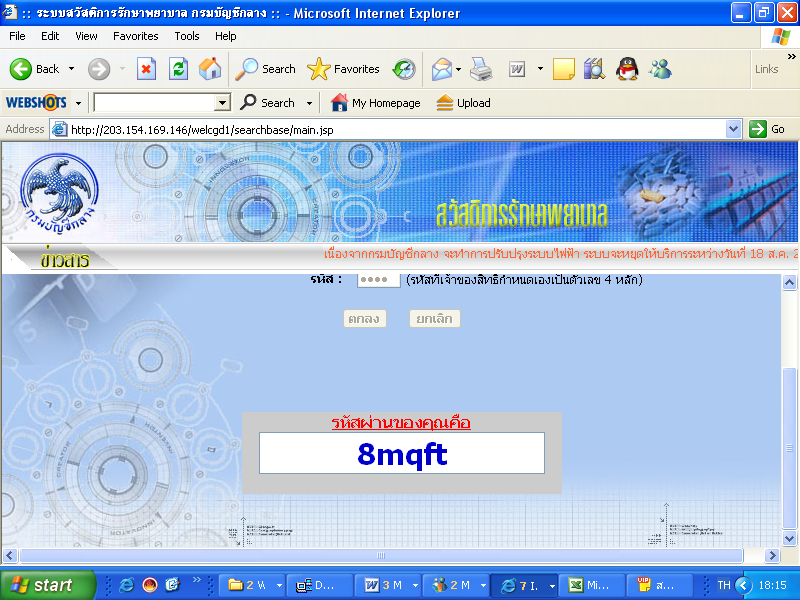 :: ระบบสวัสดิการรักษาพยาบาล กรมบัญชีกลาง :: - Microsoft Internet Explorer
File Edit View Favorites Tools Help
Back Search Favorites Links
WEBSHOTS Search My Homepage Upload
Address http://203.154.169.146/welcgd1/searchbase/main.jsp Go
กรมบัญชีกลาง
สวัสดิการรักษาพยาบาล
ข่าวสาร เนื่องจากกรมบัญชีกลาง จะทำการปรับปรุงระบบไฟฟ้า ระบบจะหยุดให้บริการระหว่างวันที่ 18 ส.ค. 2
รหัส : (รหัสที่เจ้าของสิทธิกำหนดเองเป็นตัวเลข 4 หลัก)
ตกลง ยกเลิก
รหัสผ่านของคุณคือ
8mqft
start 2 V D... 3 M 2 M 7 I. Mi... ส... TH 18:15